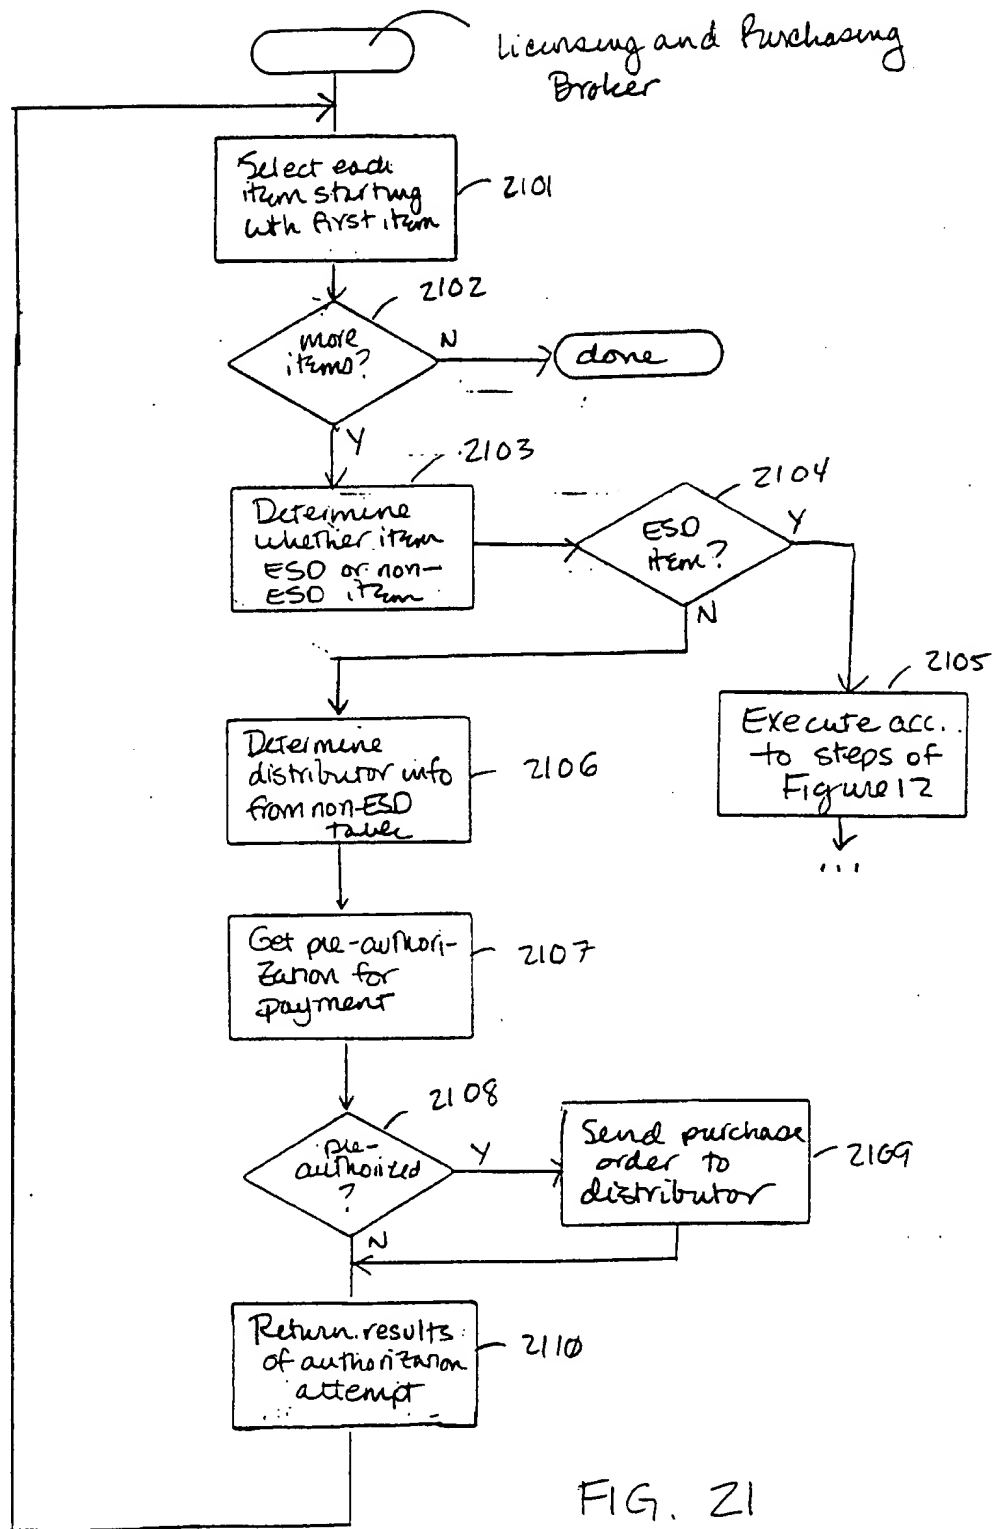 Licensing and Purchasing
Broker
Select each
item starting
with first item
2101
2102
more
items?
N
done
Y
2103
Determine
whether item
ESD or non-
ESD item
2104
ESD
item?
Y
N
2105
Execute acc.
to steps of
Figure 12
...
Determine
distributor info
from non-ESD
table
2106
Get pre-authori-
zation for
payment
2107
2108
pre-
authorized
?
Y
N
Send purchase
order to
distributor
2109
Return results
of authorization
attempt
2110
FIG. 21